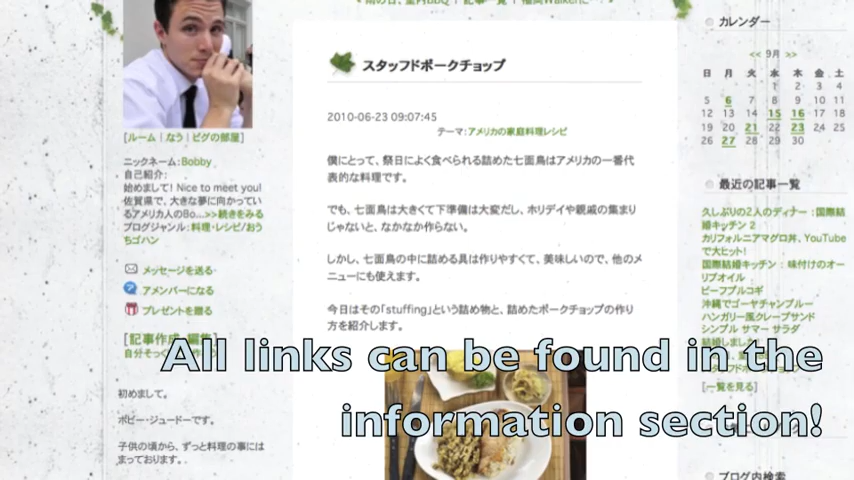 [ルーム｜なう｜ピグの部屋]
ニックネーム:Bobby
自己紹介:
始めまして! Nice to meet you!
佐賀県で、大きな夢に向かってい
るアメリカ人のBo...>>続きをみる
ブログジャンル:料理・レシピ/おう
ちゴハン
メッセージを送る
アメンバーになる
プレゼントを贈る
[記事作成・編集]
初めまして。
ボビー・ジュードーです。
子供の頃から、ずっと料理の事には
まっております。
スタッフドポークチョップ
2010-06-23 09:07:45
テーマ:アメリカの家庭料理レシピ
僕にとって、祭日によく食べられる詰めた七面鳥はアメリカの一番代
表的な料理です。
でも、七面鳥は大きくて下準備は大変だし、ホリデイや親戚の集まり
じゃないと、なかなか作らない。
しかし、七面鳥の中に詰める具は作りやすくて、美味しいので、他のメ
ニューにも使えます。
今日はその「stuffing」という詰め物と、詰めたポークチョップの作り
方を紹介します。
カレンダー
<< 9月 >>
日 月 火 水 木 金 土
1 2 3 4
5 6 7 8 9 10 11
12 13 14 15 16 17 18
19 20 21 22 23 24 25
26 27 28 29 30
最近の記事一覧
久しぶりの2人のディナー : 国際結
婚キッチン 2
カリフォルニアマグロ丼、YouTube
で大ヒット!
国際結婚キッチン : 味付けのオー
リブオイル
ビーフプルコギ
沖縄でゴーヤチャンプルー
ハンガリー風クレープサンド
シンプル サマー サラダ
[一覧を見る]
ブログ内検索
All links can be found in the
information section!